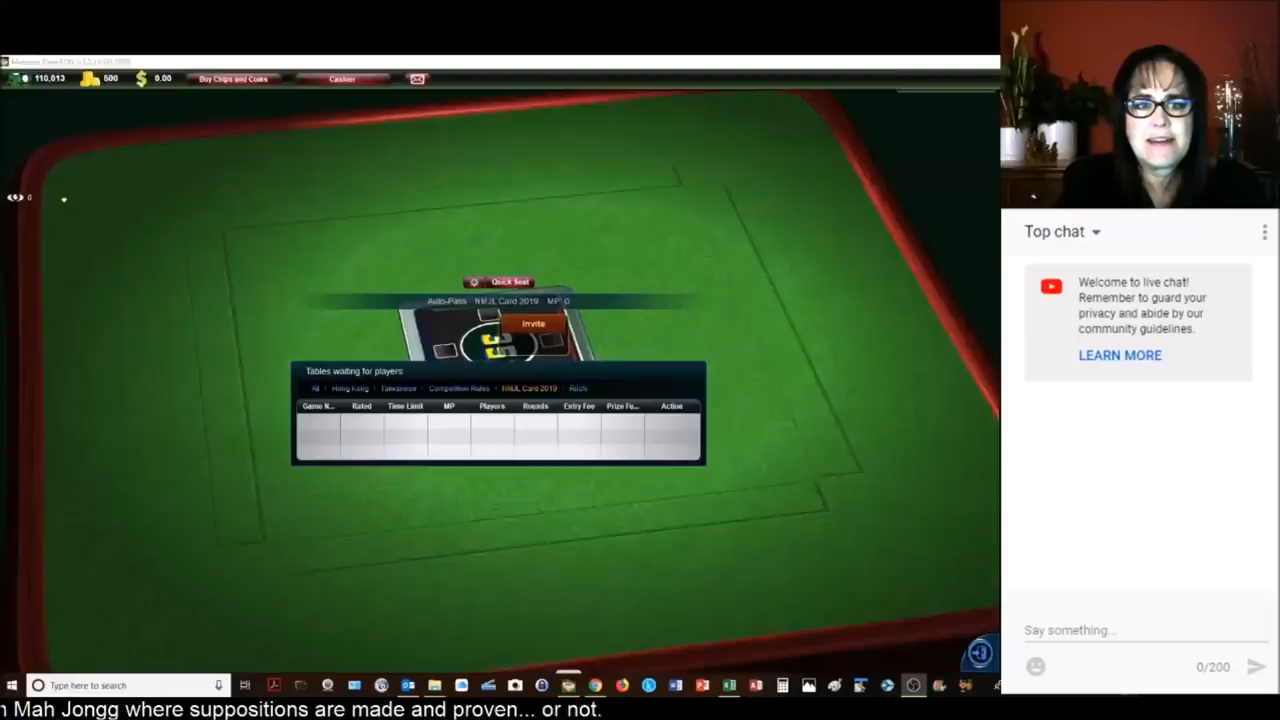 110,013 500 0.00 Buy Chips and Coins Cashier
0
Quick Seat
Auto-Pass NMJL Card 2019 MP: 0
Invite
Tables waiting for players
All Hong Kong Taiwanese Competition Rules NMJL Card 2019 Riichi
Game N... Rated Time Limit MP Players Rounds Entry Fee Prize Fo... Action
Type here to search
n Mah Jongg where suppositions are made and proven... or not.
Top chat
Welcome to live chat!
Remember to guard your
privacy and abide by our
community guidelines.
LEARN MORE
Say something...
0/200